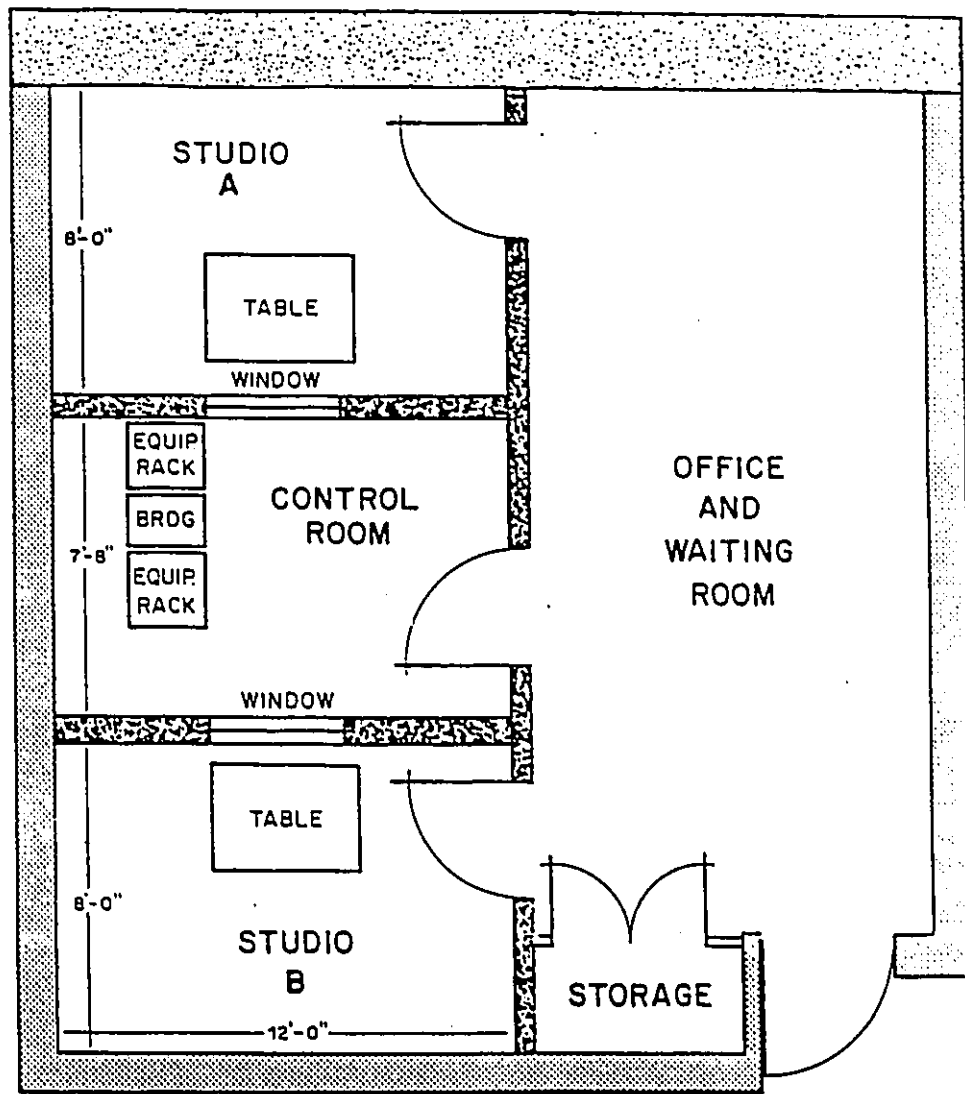 STUDIO
A
8'-0"
TABLE
WINDOW
EQUIP
RACK
BRDG
EQUIP.
RACK
7'-8"
CONTROL
ROOM
OFFICE
AND
WAITING
ROOM
WINDOW
TABLE
8'-0"
STUDIO
B
12'-0"
STORAGE